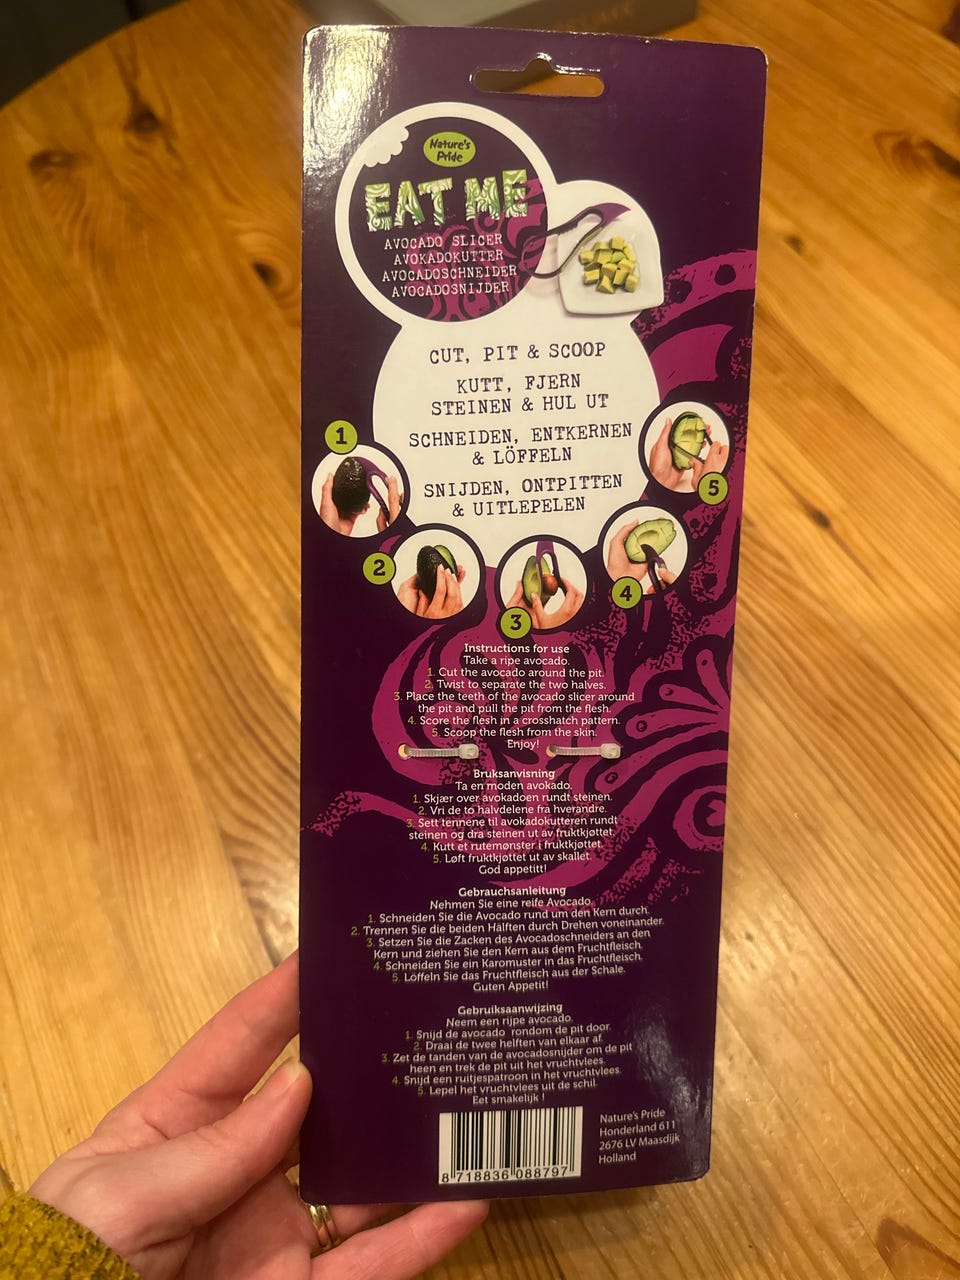 Nature's
Pride
EAT ME
AVOCADO SLICER
AVOKADOKUTTER
AVOCADOSCHNEIDER
AVOCADOSNIJDER
CUT, PIT & SCOOP
KUTT, FJERN
STEINEN & HUL UT
SCHNEIDEN, ENTKERNEN
& LÖFFELN
SNIJDEN, ONTPITTEN
& UITLEPELEN
1
2
3
4
5
Instructions for use
Take a ripe avocado.
1. Cut the avocado around the pit.
2. Twist to separate the two halves.
3. Place the teeth of the avocado slicer around
the pit and pull the pit from the flesh.
4. Score the flesh in a crosshatch pattern.
5. Scoop the flesh from the skin.
Enjoy!
Bruksanvisning
Ta en moden avokado.
1. Skjær over avokadoen rundt steinen.
2. Vri de to halvdelene fra hverandre.
3. Sett tennene til avokadokutteren rundt
steinen og dra steinen ut av fruktkjøttet.
4. Kutt et rutemønster i fruktkjøttet.
5. Løft fruktkjøttet ut av skallet.
God appetitt!
Gebrauchsanleitung
Nehmen Sie eine reife Avocado.
1. Schneiden Sie die Avocado rund um den Kern durch.
2. Trennen Sie die beiden Hälften durch Drehen voneinander.
3. Setzen Sie die Zacken des Avocadoschneiders an den
Kern und ziehen Sie den Kern aus dem Fruchtfleisch.
4. Schneiden Sie ein Karomuster in das Fruchtfleisch.
5. Löffeln Sie das Fruchtfleisch aus der Schale.
Guten Appetit!
Gebruiksaanwijzing
Neem een rijpe avocado.
1. Snijd de avocado rondom de pit door.
2. Draai de twee helften van elkaar af.
3. Zet de tanden van de avocadosnijder om de pit
heen en trek de pit uit het vruchtvlees.
4. Snijd een ruitjespatroon in het vruchtvlees.
5. Lepel het vruchtvlees uit de schil.
Eet smakelijk !
8 718836 088797
Nature's Pride
Honderland 611
2676 LV Maasdijk
Holland